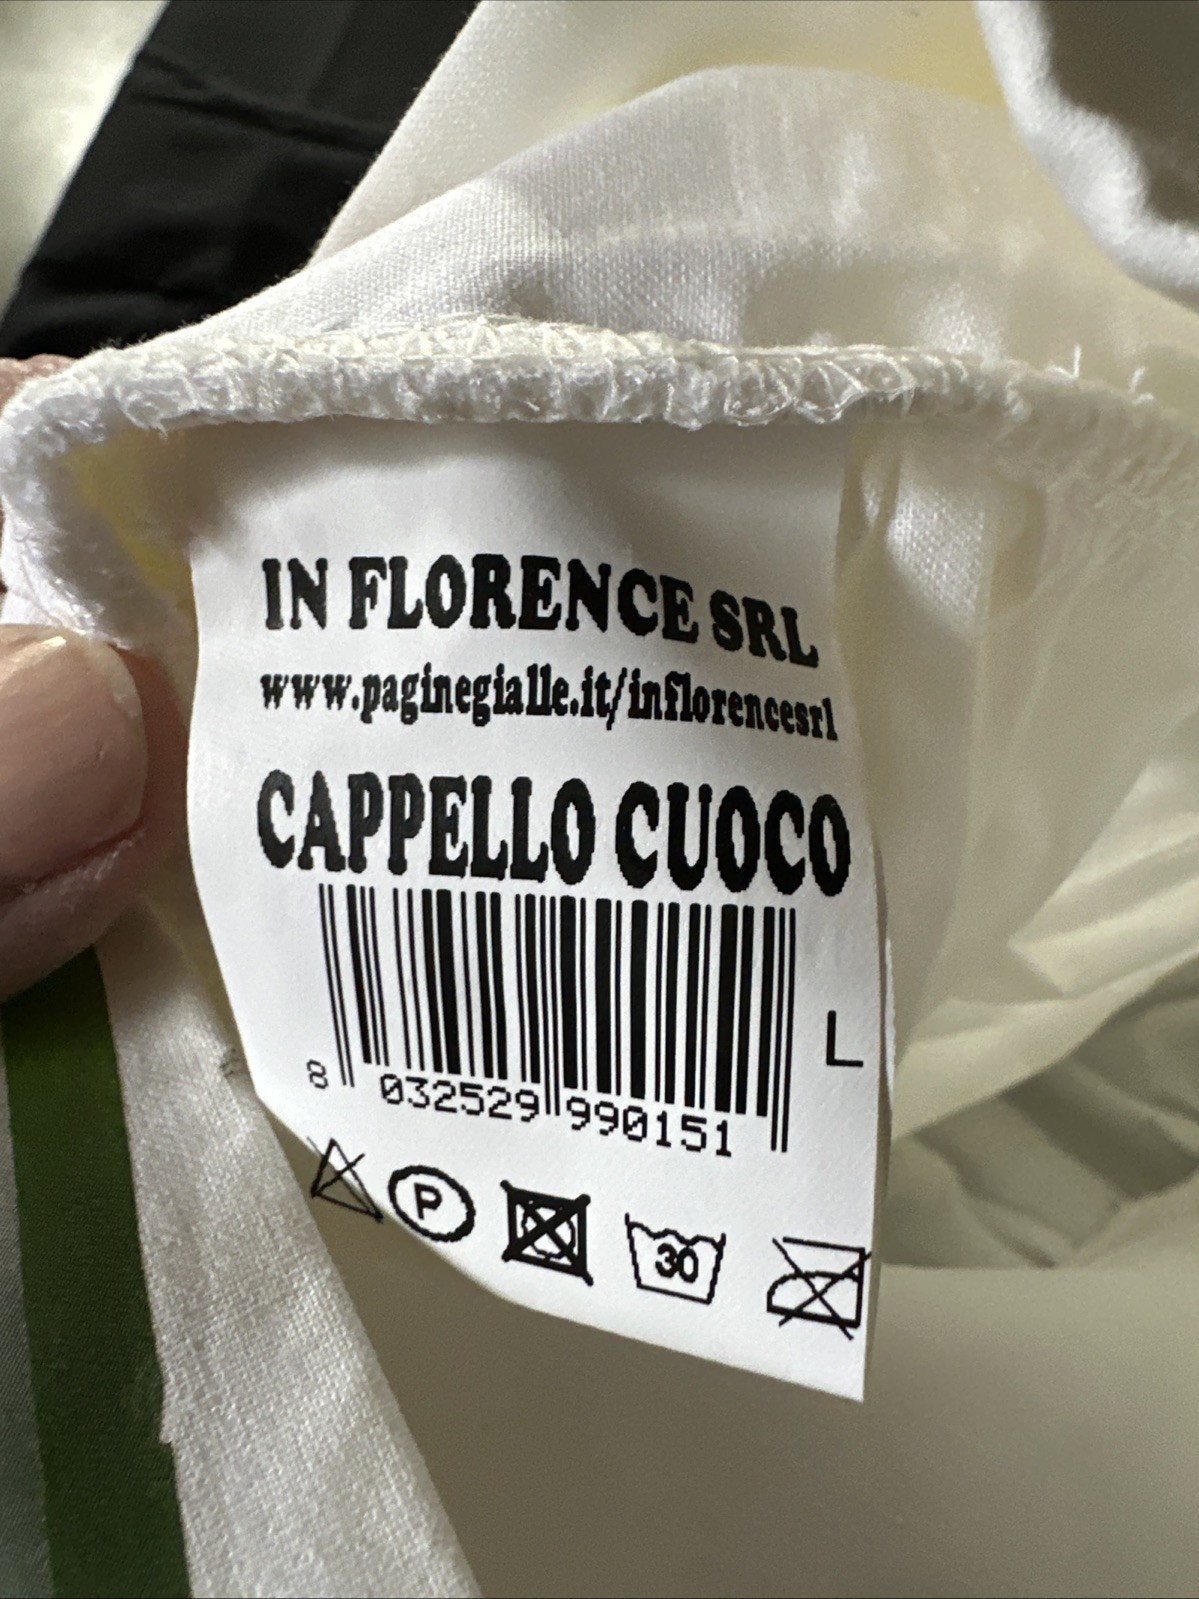 IN FLORENCE SRL
www.paginegialle.it/inflorencesrl
CAPPELLO CUOCO
L
8 032529 990151
P
30